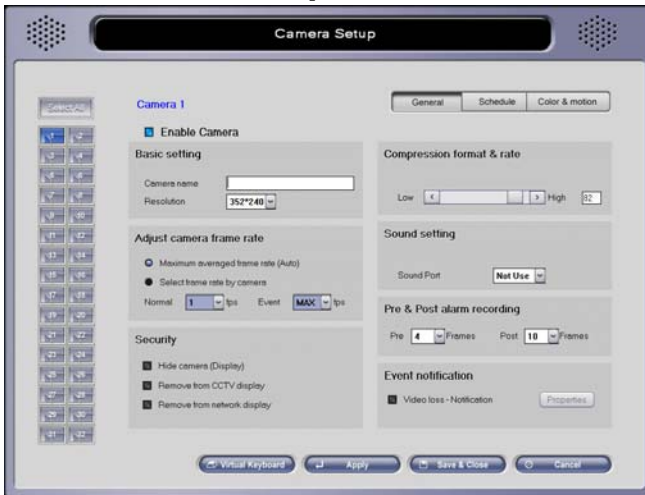 Camera Setup
Select All
Camera 1
General Schedule Color & motion
Enable Camera
Basic setting
Camera name
Resolution 352*240
Adjust camera frame rate
Maximum averaged frame rate (Auto)
Select frame rate by camera
Normal 1 fps Event MAX fps
Security
Hide camera (Display)
Remove from CCTV display
Remove from network display
Compression format & rate
Low High 82
Sound setting
Sound Port Not Use
Pre & Post alarm recording
Pre 4 Frames Post 10 Frames
Event notification
Video loss - Notification Properties
Virtual Keyboard Apply Save & Close Cancel